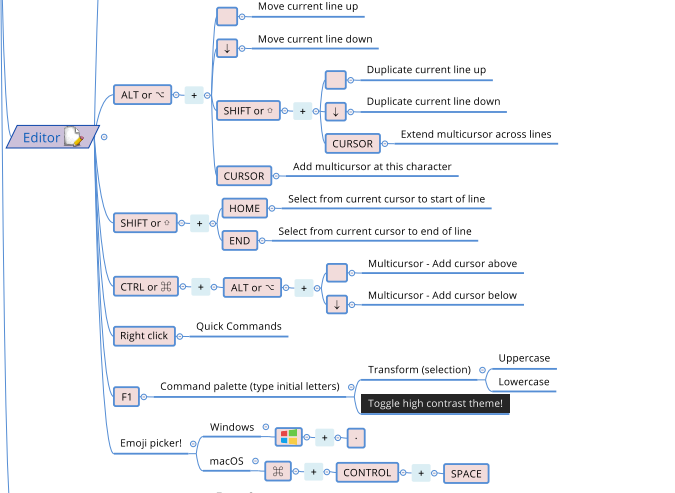 Move current line up
↓ Move current line down
ALT or ⌥ +
Duplicate current line up
SHIFT or ⇧ + ↓ Duplicate current line down
CURSOR Extend multicursor across lines
Editor
CURSOR Add multicursor at this character
HOME Select from current cursor to start of line
SHIFT or ⇧ +
END Select from current cursor to end of line
Multicursor - Add cursor above
CTRL or ⌘ + ALT or ⌥ +
↓ Multicursor - Add cursor below
Right click Quick Commands
Uppercase
Transform (selection)
Lowercase
F1 Command palette (type initial letters)
Toggle high contrast theme!
Windows + .
Emoji picker!
macOS ⌘ + CONTROL + SPACE